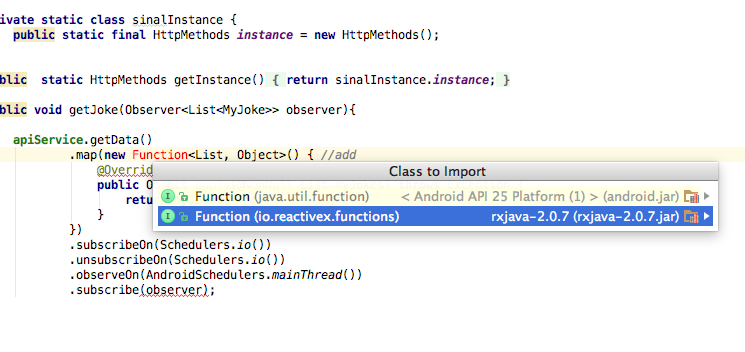 ivate static class sinalInstance {
public static final HttpMethods instance = new HttpMethods();
blic static HttpMethods getInstance() { return sinalInstance.instance; }
blic void getJoke(Observer<List<MyJoke>> observer){
apiService.getData()
.map(new Function<List, Object>() { //add
@Overrid
public O
retu
}
})
Class to Import
Function (java.util.function) < Android API 25 Platform (1) > (android.jar)
Function (io.reactivex.functions) rxjava-2.0.7 (rxjava-2.0.7.jar)
.subscribeOn(Schedulers.io())
.unsubscribeOn(Schedulers.io())
.observeOn(AndroidSchedulers.mainThread())
.subscribe(observer);